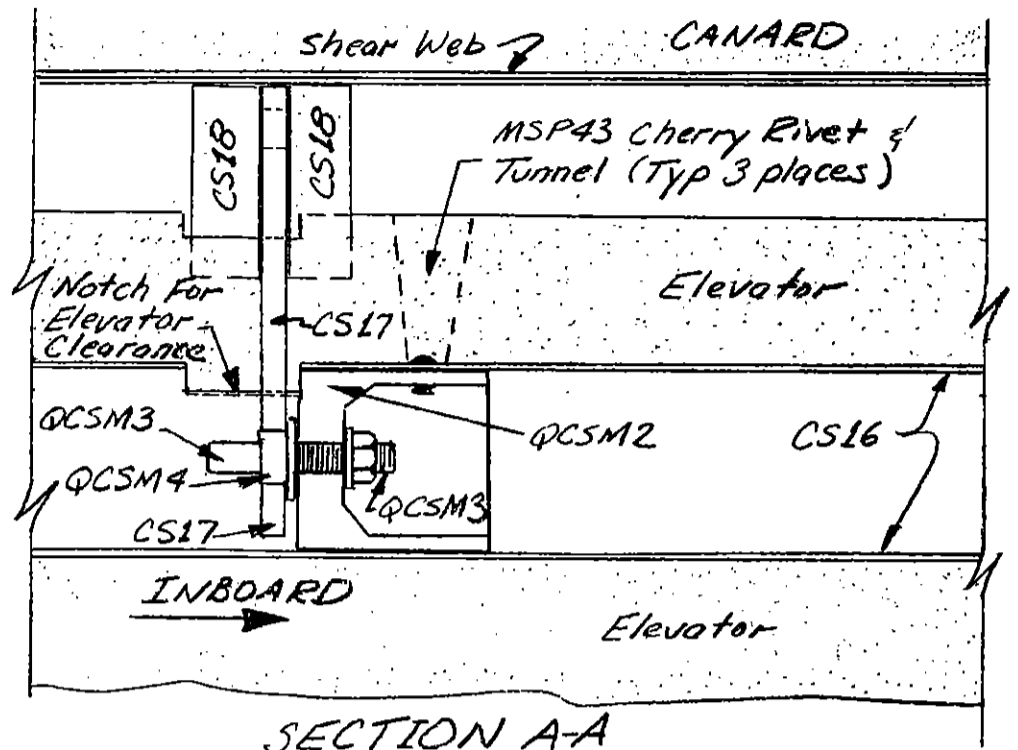 Shear Web
CANARD
CS18
CS18
MSP43 Cherry Rivet &
Tunnel (Typ 3 places)
Elevator
Notch For
Elevator
Clearance
CS17
QCSM3
QCSM2
CS16
QCSM4
QCSM3
CS17
INBOARD
Elevator
SECTION A-A